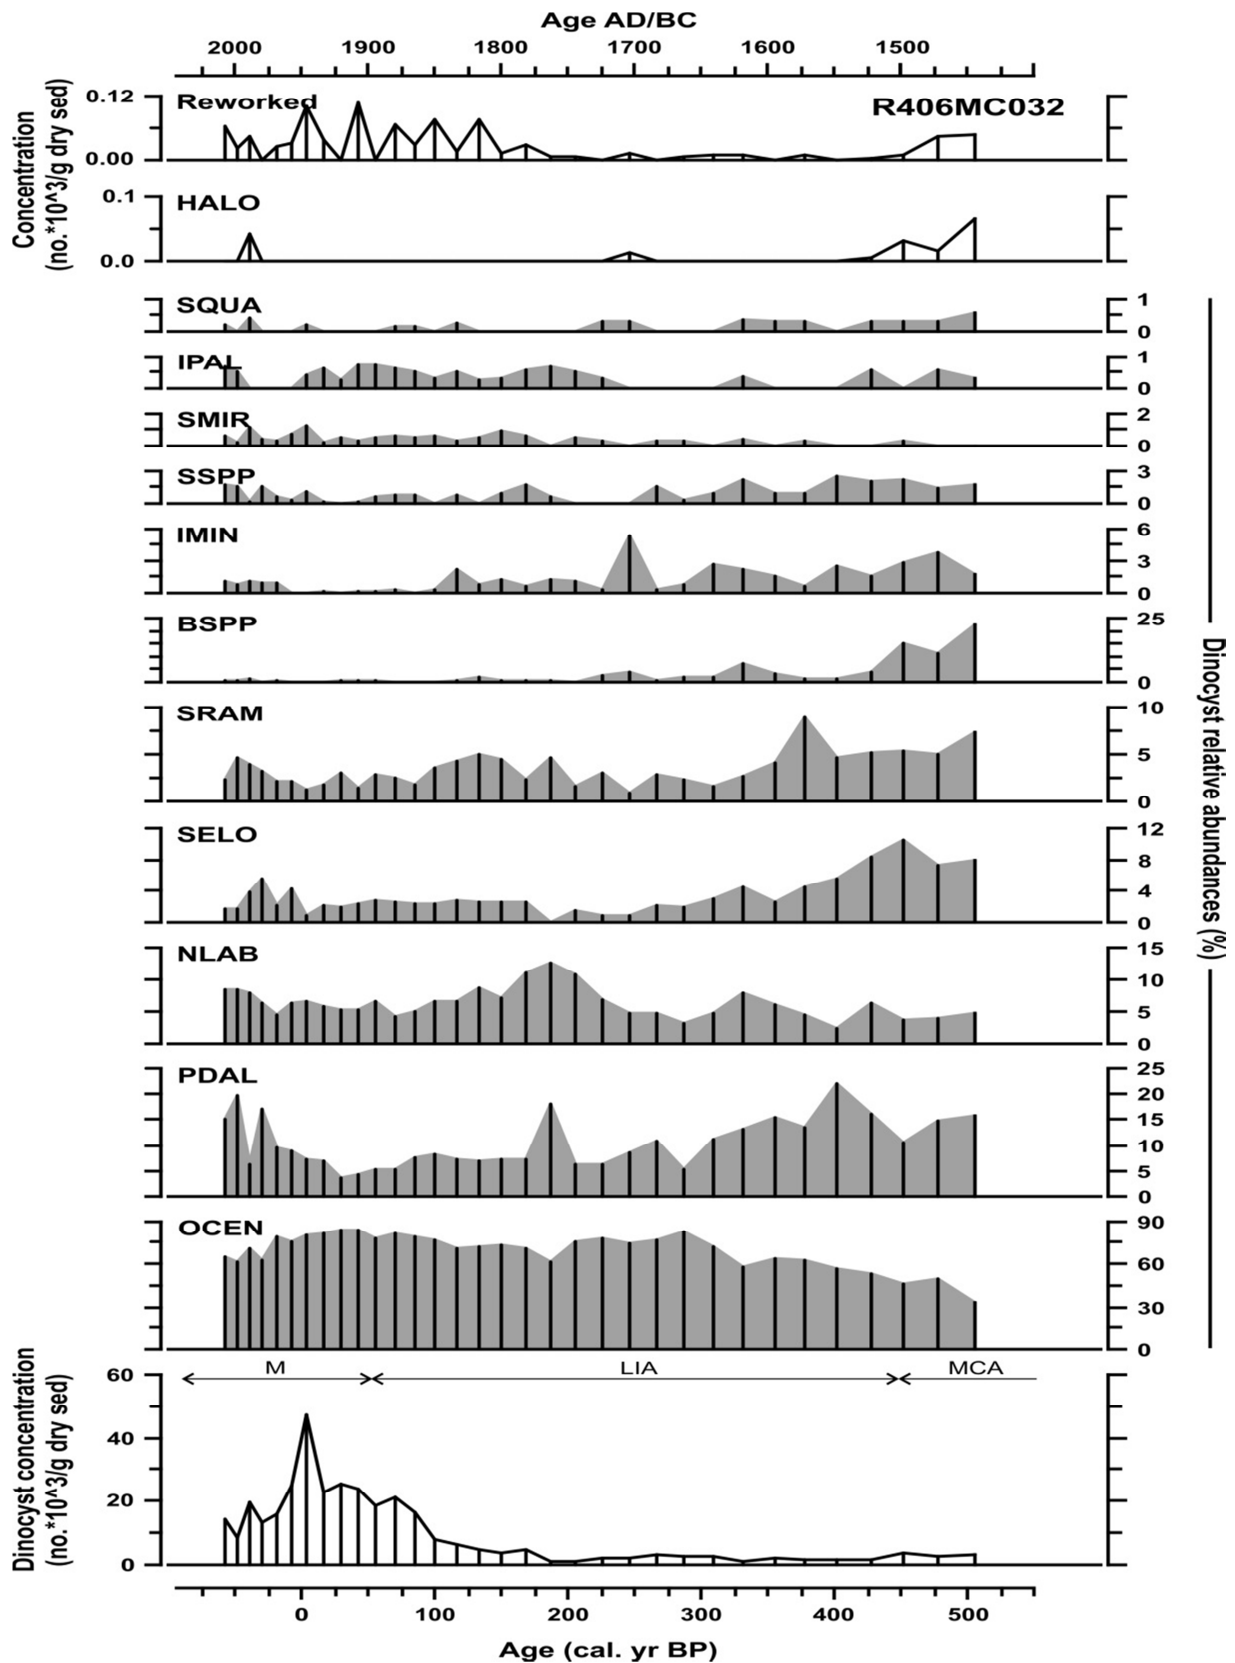 Age AD/BC
2000 1900 1800 1700 1600 1500
Concentration
(no.*10^3/g dry sed)
0.12
0.00
Reworked
R406MC032
0.1
0.0
HALO
SQUA
1
0
IPAL
1
0
SMIR
2
0
SSPP
3
0
IMIN
6
3
0
BSPP
25
0
SRAM
10
5
0
SELO
12
8
4
0
NLAB
15
10
5
0
PDAL
25
20
15
10
5
0
OCEN
90
60
30
0
Dinocyst relative abundances (%)
M LIA MCA
Dinocyst concentration
(no.*10^3/g dry sed)
60
40
20
0
0 100 200 300 400 500
Age (cal. yr BP)